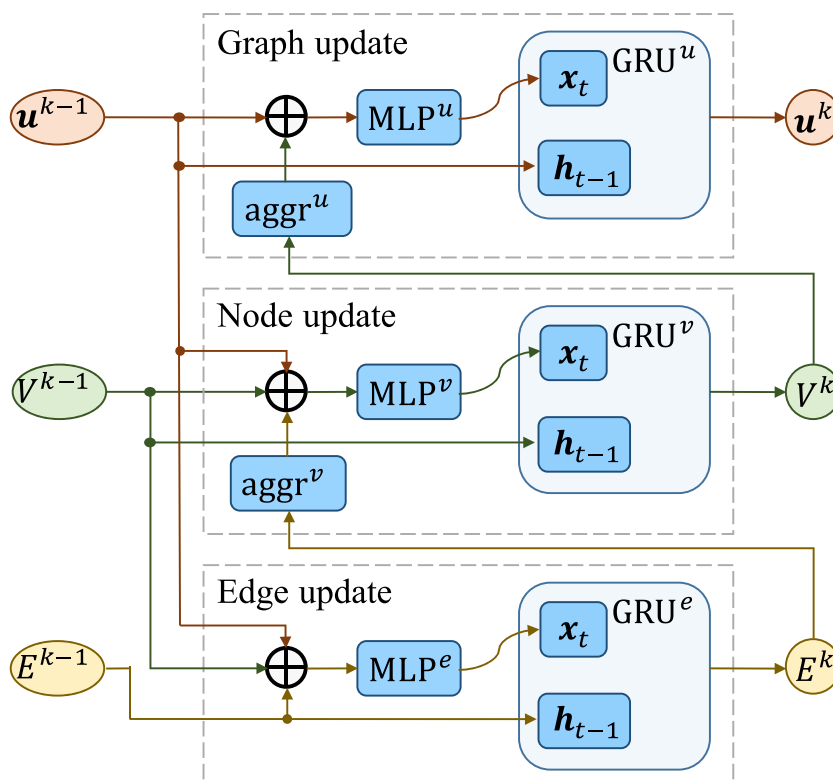 Graph update
u^{k-1}
MLP^u
x_t
GRU^u
u^k
h_{t-1}
aggr^u
Node update
V^{k-1}
MLP^v
x_t
GRU^v
V^k
h_{t-1}
aggr^v
Edge update
E^{k-1}
MLP^e
x_t
GRU^e
E^k
h_{t-1}